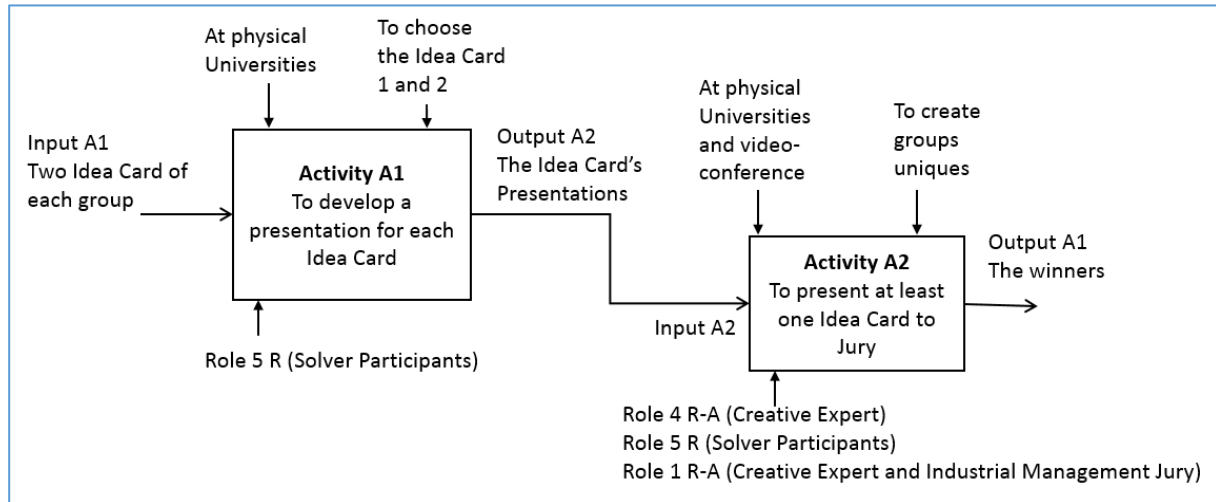 At physical
Universities
To choose
the Idea Card
1 and 2
Input A1
Two Idea Card of
each group
Activity A1
To develop a
presentation for each
Idea Card
Output A2
The Idea Card’s
Presentations
Role 5 R (Solver Participants)
At physical
Universities
and video-
conference
To create
groups
uniques
Input A2
Activity A2
To present at least
one Idea Card to
Jury
Output A1
The winners
Role 4 R-A (Creative Expert)
Role 5 R (Solver Participants)
Role 1 R-A (Creative Expert and Industrial Management Jury)